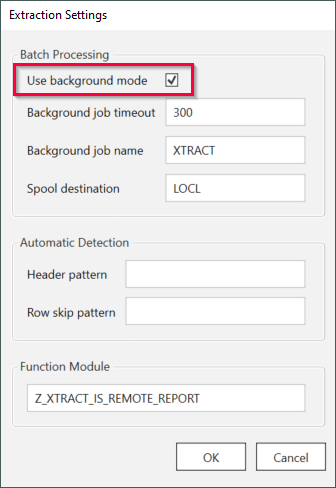 Extraction Settings
Batch Processing
Use background mode
Background job timeout 300
Background job name XTRACT
Spool destination LOCL
Automatic Detection
Header pattern
Row skip pattern
Function Module
Z_XTRACT_IS_REMOTE_REPORT
OK Cancel